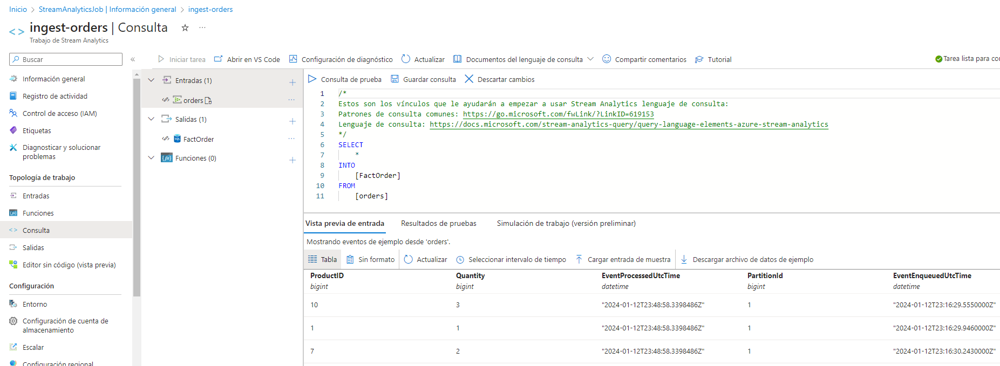 Inicio > StreamAnalyticsJob | Información general > ingest-orders
ingest-orders | Consulta
Trabajo de Stream Analytics
Buscar
Iniciar tarea
Abrir en VS Code
Configuración de diagnóstico
Actualizar
Documentos del lenguaje de consulta
Compartir comentarios
Tutorial
Tarea lista para co
Información general
Registro de actividad
Control de acceso (IAM)
Etiquetas
Diagnosticar y solucionar
problemas
Topología de trabajo
Entradas
Funciones
Consulta
Salidas
Editor sin código (vista previa)
Configuración
Entorno
Configuración de cuenta de
almacenamiento
Escalar
Configuración regional
Entradas (1)
orders
Salidas (1)
SQL
FactOrder
Funciones (0)
Consulta de prueba
Guardar consulta
Descartar cambios
1 /*
2 Estos son los vínculos que le ayudarán a empezar a usar Stream Analytics lenguaje de consulta:
3 Patrones de consulta comunes: https://go.microsoft.com/fwLink/?LinkID=619153
4 Lenguaje de consulta: https://docs.microsoft.com/stream-analytics-query/query-language-elements-azure-stream-analytics
5 */
6 SELECT
7 *
8 INTO
9 [FactOrder]
10 FROM
11 [orders]
Vista previa de entrada
Resultados de pruebas
Simulación de trabajo (versión preliminar)
Mostrando eventos de ejemplo desde 'orders'.
Tabla
Sin formato
Actualizar
Seleccionar intervalo de tiempo
Cargar entrada de muestra
Descargar archivo de datos de ejemplo
ProductID Quantity EventProcessedUtcTime PartitionId EventEnqueuedUtcTime
bigint bigint datetime bigint datetime
10 3 "2024-01-12T23:48:58.3398486Z" 1 "2024-01-12T23:16:29.5550000Z"
1 1 "2024-01-12T23:48:58.3398486Z" 1 "2024-01-12T23:16:29.9460000Z"
7 2 "2024-01-12T23:48:58.3398486Z" 1 "2024-01-12T23:16:30.2430000Z"